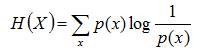 H(X)=∑ₓ p(x) log 1/p(x)